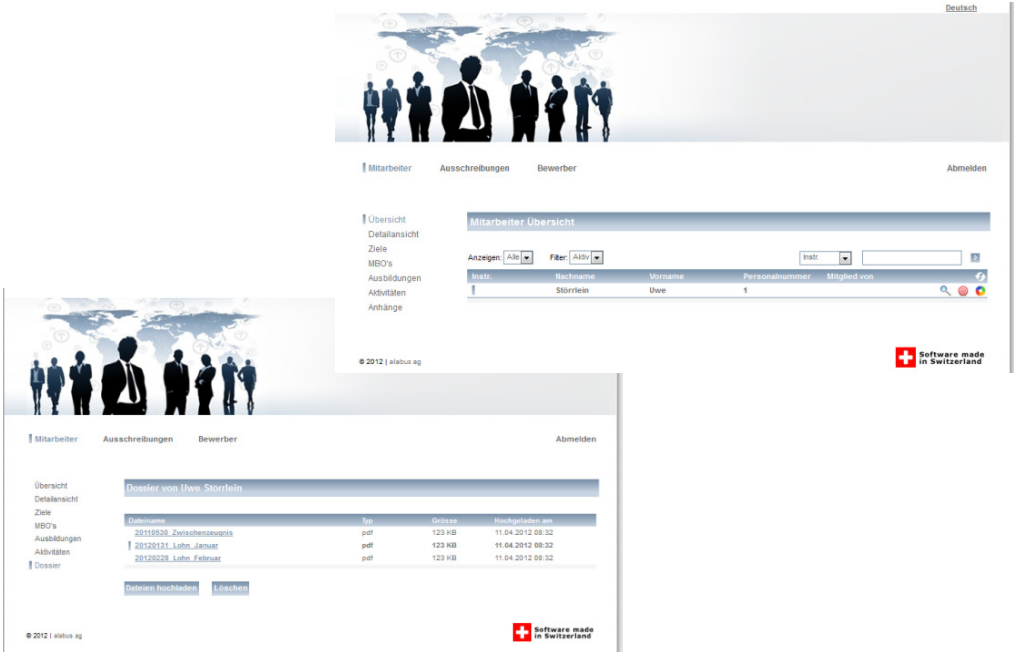 Deutsch
Mitarbeiter Ausschreibungen Bewerber Abmelden
Übersicht
Detailansicht
Ziele
MBO's
Ausbildungen
Aktivitäten
Anhänge
Mitarbeiter Übersicht
Anzeigen: Alle Filter: Aktiv Instr.
Instr. Nachname Vorname Personalnummer Mitglied von
Störrlein Uwe 1
© 2012 | alabus ag
Software made
in Switzerland
Mitarbeiter Ausschreibungen Bewerber Abmelden
Übersicht
Detailansicht
Ziele
MBO's
Ausbildungen
Aktivitäten
Dossier
Dossier von Uwe Störrlein
Dateiname Typ Grösse Hochgeladen am
20110530_Zwischenzeugnis pdf 123 KB 11.04.2012 08:32
20120131_Lohn_Januar pdf 123 KB 11.04.2012 08:32
20120228_Lohn_Februar pdf 123 KB 11.04.2012 08:32
Dateien hochladen Löschen
© 2012 | alabus ag
Software made
in Switzerland